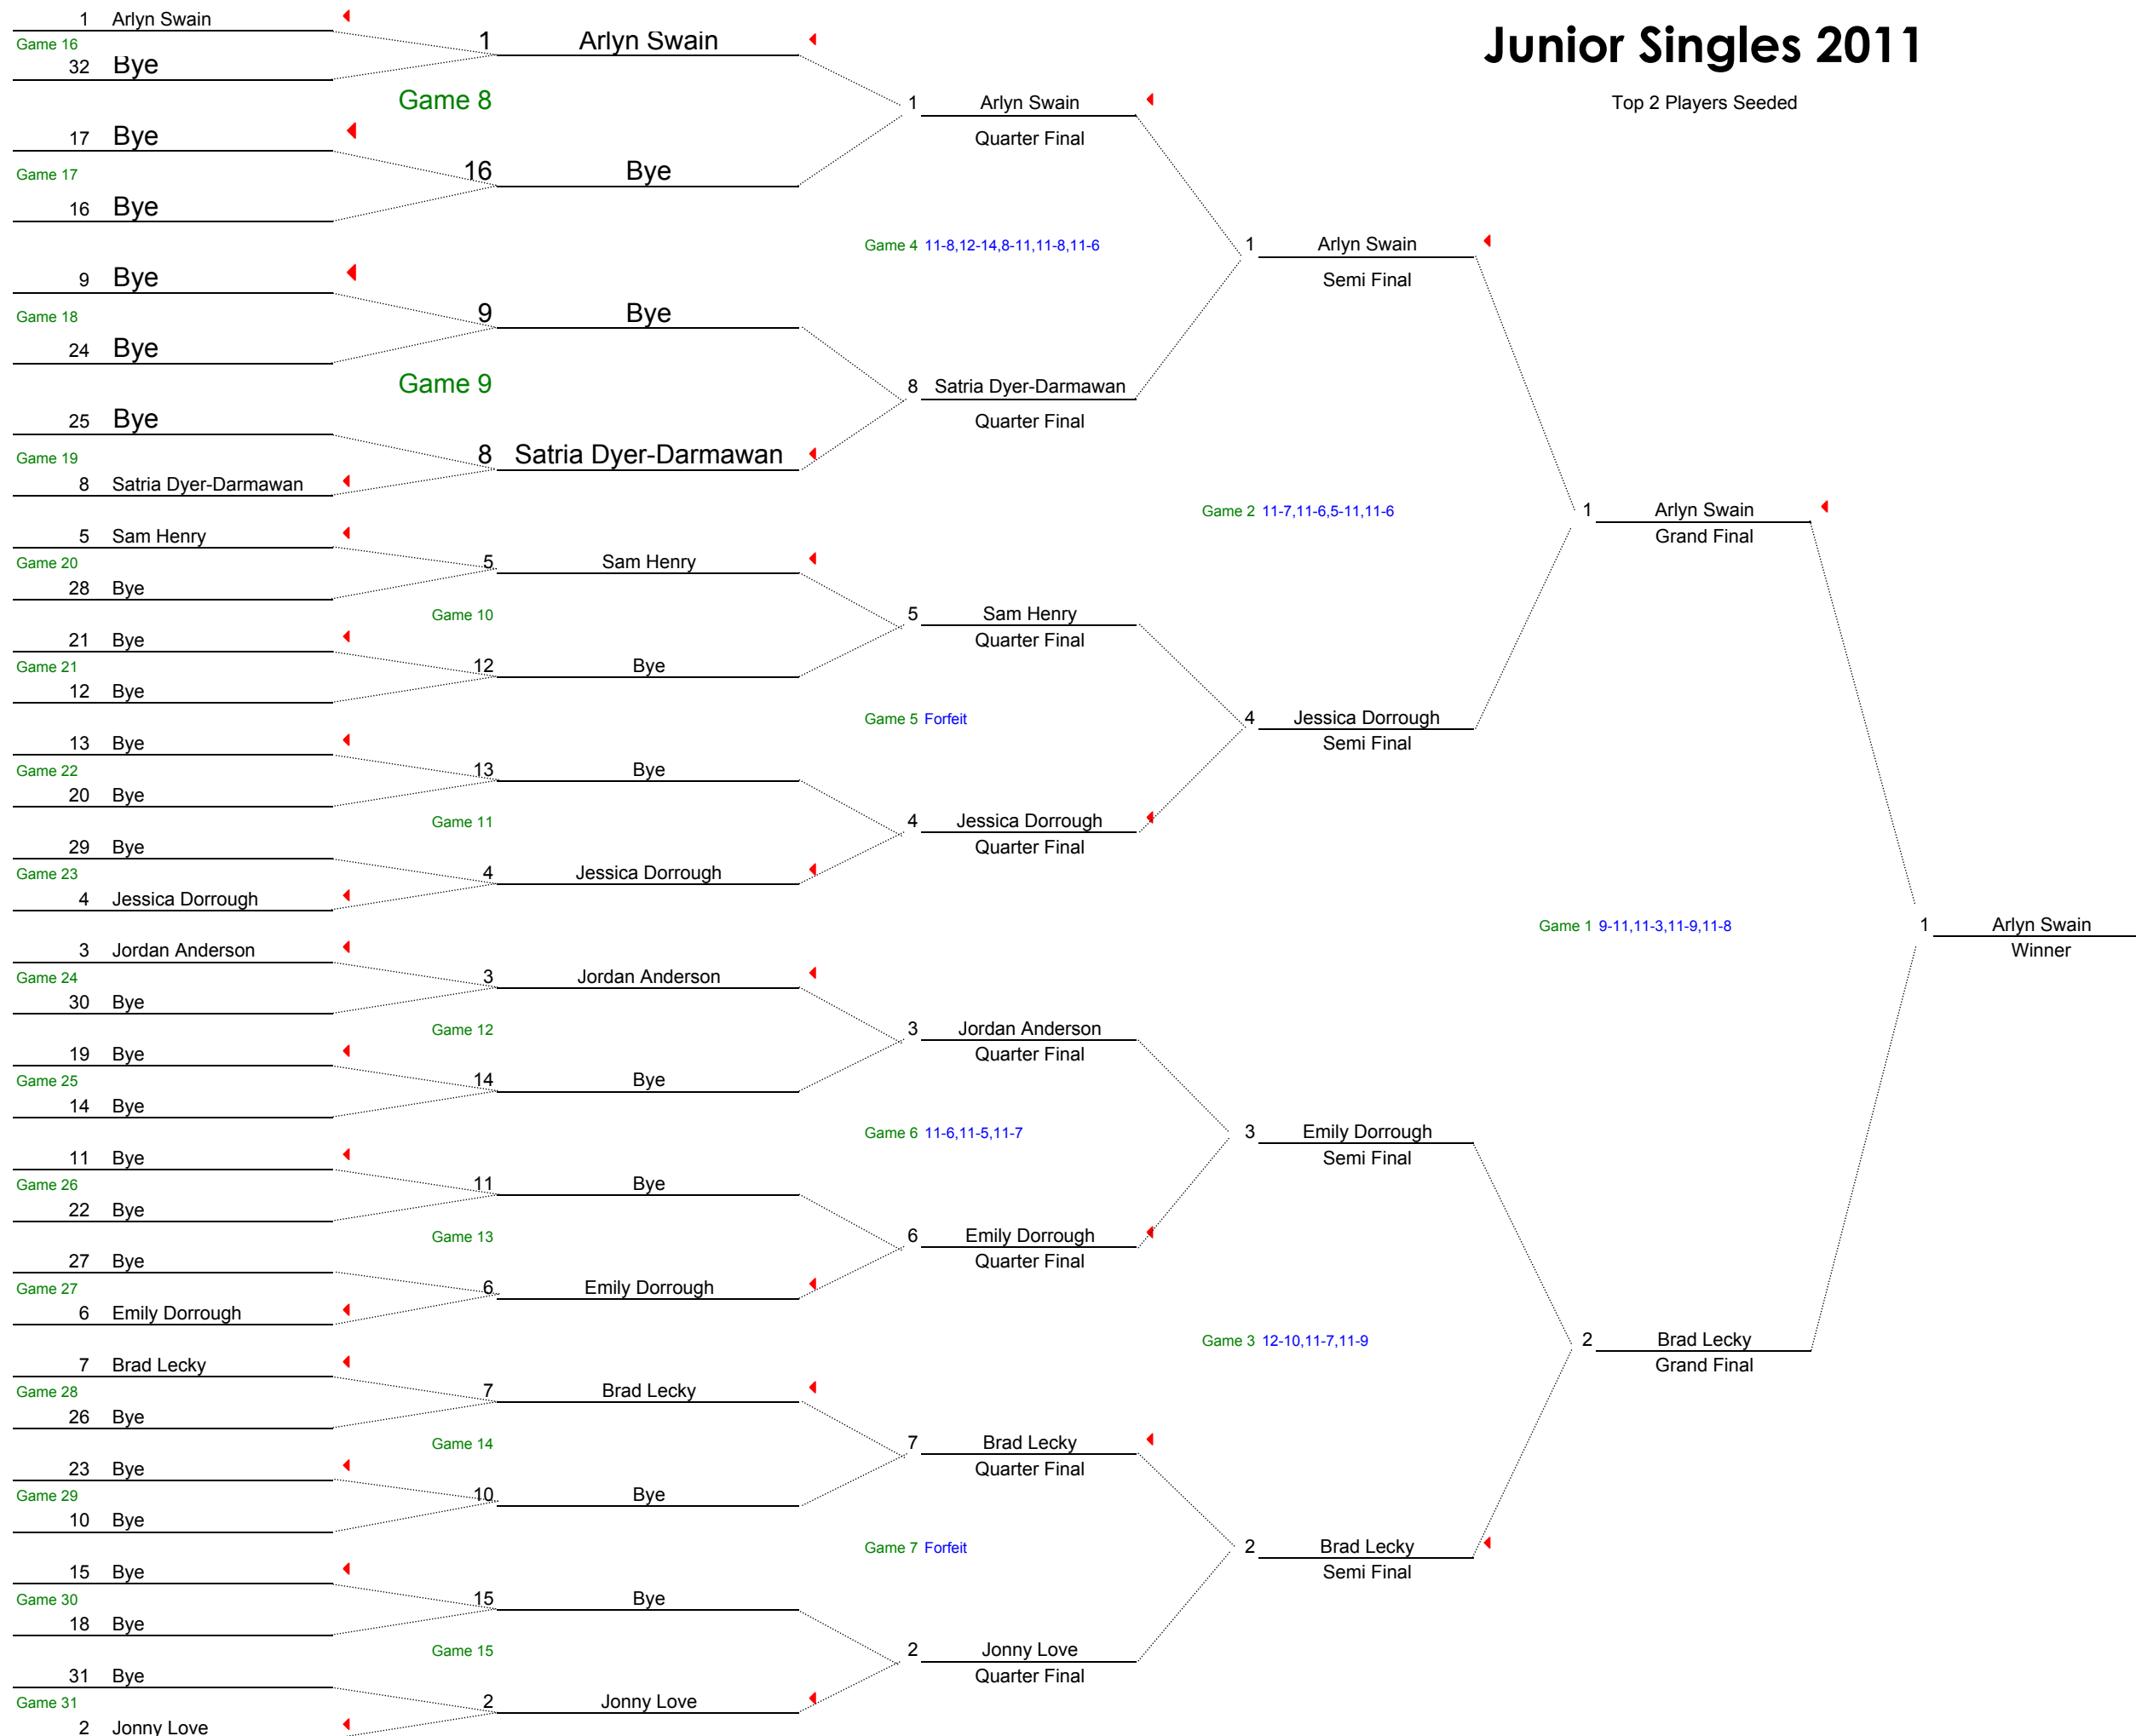 Junior Singles 2011
Top 2 Players Seeded
1 Arlyn Swain
Game 16
32 Bye
17 Bye
Game 17
16 Bye
9 Bye
Game 18
24 Bye
25 Bye
Game 19
8 Satria Dyer-Darmawan
5 Sam Henry
Game 20
28 Bye
21 Bye
Game 21
12 Bye
13 Bye
Game 22
20 Bye
29 Bye
Game 23
4 Jessica Dorrough
3 Jordan Anderson
Game 24
30 Bye
19 Bye
Game 25
14 Bye
11 Bye
Game 26
22 Bye
27 Bye
Game 27
6 Emily Dorrough
7 Brad Lecky
Game 28
26 Bye
23 Bye
Game 29
10 Bye
15 Bye
Game 30
18 Bye
31 Bye
Game 31
2 Jonny Love
1 Arlyn Swain
Game 8
16 Bye
9 Bye
Game 9
8 Satria Dyer-Darmawan
5 Sam Henry
Game 10
12 Bye
13 Bye
Game 11
4 Jessica Dorrough
3 Jordan Anderson
Game 12
14 Bye
11 Bye
Game 13
6 Emily Dorrough
7 Brad Lecky
Game 14
10 Bye
15 Bye
Game 15
2 Jonny Love
1 Arlyn Swain
Quarter Final
Game 4 11-8,12-14,8-11,11-8,11-6
8 Satria Dyer-Darmawan
Quarter Final
5 Sam Henry
Quarter Final
Game 5 Forfeit
4 Jessica Dorrough
Quarter Final
3 Jordan Anderson
Quarter Final
Game 6 11-6,11-5,11-7
6 Emily Dorrough
Quarter Final
7 Brad Lecky
Quarter Final
Game 7 Forfeit
2 Jonny Love
Quarter Final
1 Arlyn Swain
Semi Final
Game 2 11-7,11-6,5-11,11-6
4 Jessica Dorrough
Semi Final
3 Emily Dorrough
Semi Final
Game 3 12-10,11-7,11-9
2 Brad Lecky
Semi Final
1 Arlyn Swain
Grand Final
Game 1 9-11,11-3,11-9,11-8
2 Brad Lecky
Grand Final
1 Arlyn Swain
Winner